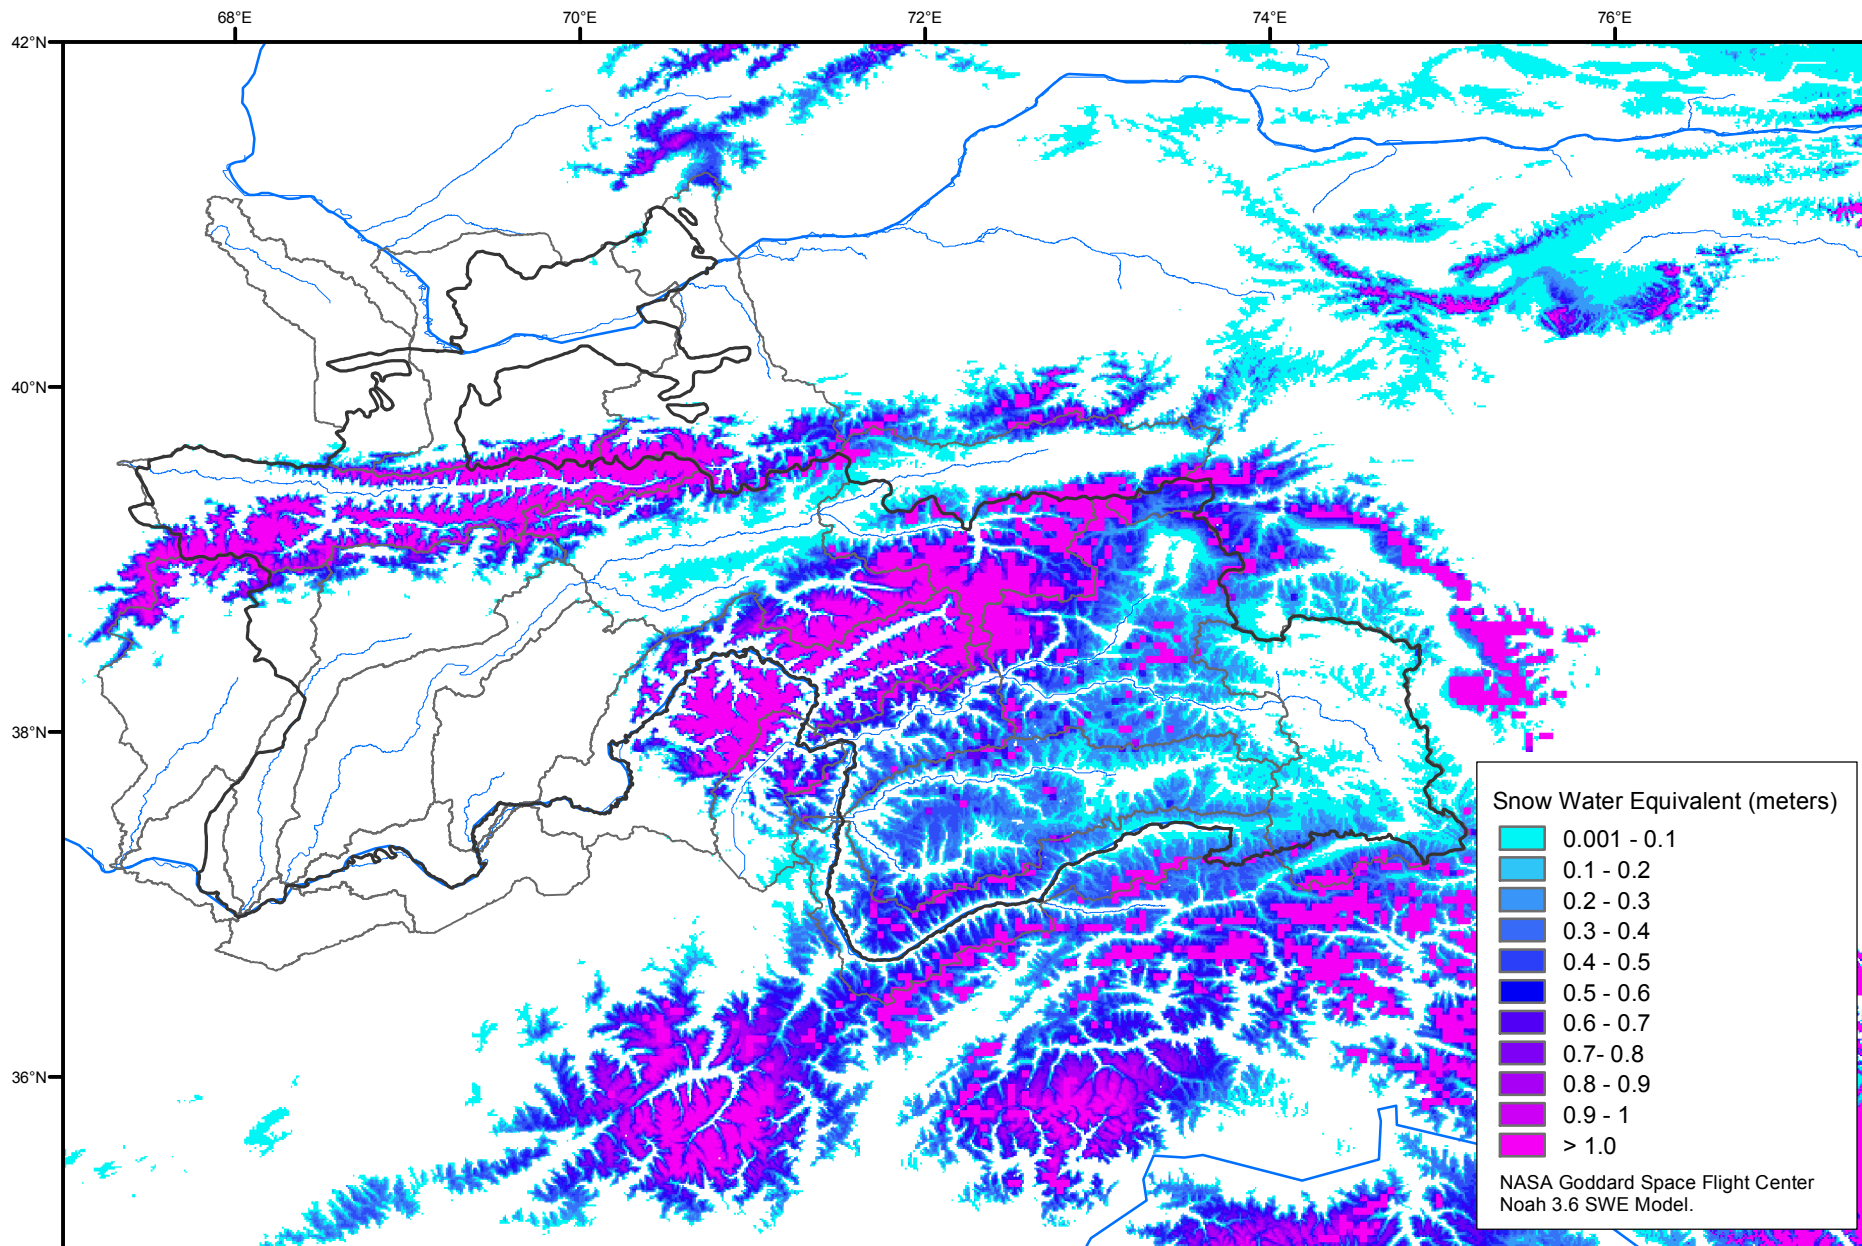 68°E 70°E 72°E 74°E 76°E
42°N
40°N
38°N
36°N
Snow Water Equivalent (meters)
0.001 - 0.1
0.1 - 0.2
0.2 - 0.3
0.3 - 0.4
0.4 - 0.5
0.5 - 0.6
0.6 - 0.7
0.7- 0.8
0.8 - 0.9
0.9 - 1
> 1.0
NASA Goddard Space Flight Center
Noah 3.6 SWE Model.